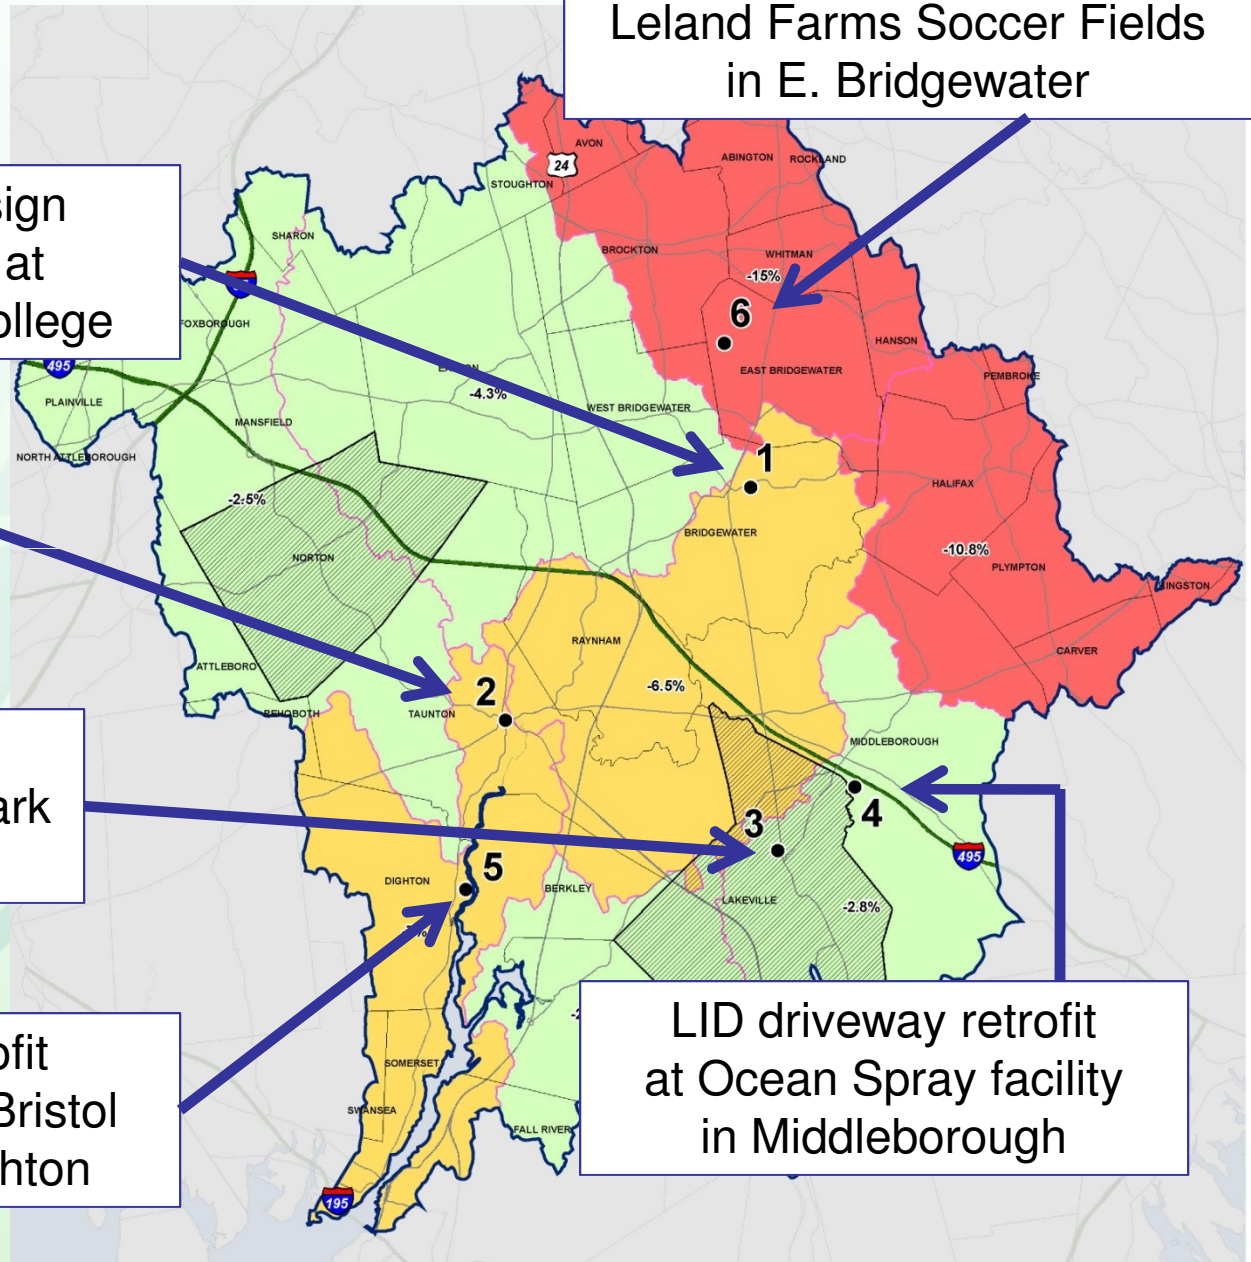 Leland Farms Soccer Fields
in E. Bridgewater
AVON
24
ABINGTON
ROCKLAND
STOUGHTON
sign
at
ollege
SHARON
BROCKTON
WHITMAN
-15%
6
FOXBOROUGH
HANSON
495
EAST BRIDGEWATER
PEMBROKE
PLAINVILLE
-4.3%
WEST BRIDGEWATER
MANSFIELD
NORTH ATTLEBOROUGH
1
HALIFAX
-2.5%
BRIDGEWATER
-10.8%
NORTON
PLYMPTON
KINGSTON
RAYNHAM
CARVER
ATTLEBORO
-6.5%
2
REHOBOTH
TAUNTON
MIDDLEBOROUGH
ark
3
4
495
5
DIGHTON
BERKLEY
LAKEVILLE
-2.8%
ofit
Bristol
hton
LID driveway retrofit
at Ocean Spray facility
in Middleborough
SOMERSET
SWANSEA
FALL RIVER
195